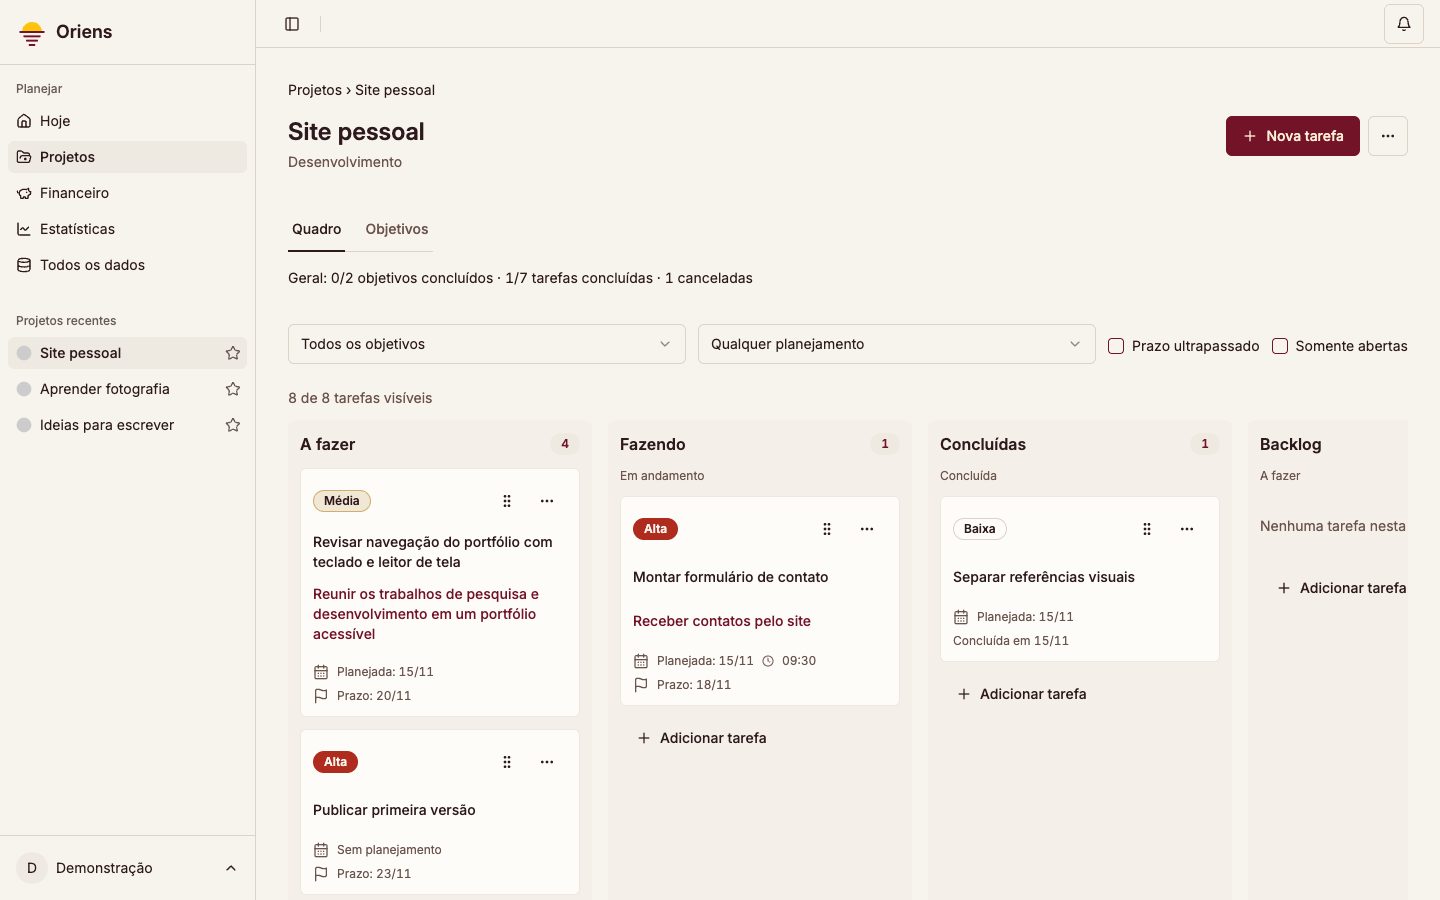 Oriens
Planejar
Hoje
Projetos
Financeiro
Estatísticas
Todos os dados
Projetos recentes
Site pessoal
Aprender fotografia
Ideias para escrever
D
Demonstração
Projetos › Site pessoal
Site pessoal
Desenvolvimento
Nova tarefa
Quadro
Objetivos
Geral: 0/2 objetivos concluídos · 1/7 tarefas concluídas · 1 canceladas
Todos os objetivos
Qualquer planejamento
Prazo ultrapassado
Somente abertas
8 de 8 tarefas visíveis
A fazer
4
Média
Revisar navegação do portfólio com
teclado e leitor de tela
Reunir os trabalhos de pesquisa e
desenvolvimento em um portfólio
acessível
Planejada: 15/11
Prazo: 20/11
Alta
Publicar primeira versão
Sem planejamento
Prazo: 23/11
Fazendo
1
Em andamento
Alta
Montar formulário de contato
Receber contatos pelo site
Planejada: 15/11
09:30
Prazo: 18/11
Adicionar tarefa
Concluídas
1
Concluída
Baixa
Separar referências visuais
Planejada: 15/11
Concluída em 15/11
Adicionar tarefa
Backlog
A fazer
Nenhuma tarefa nesta
Adicionar tarefa